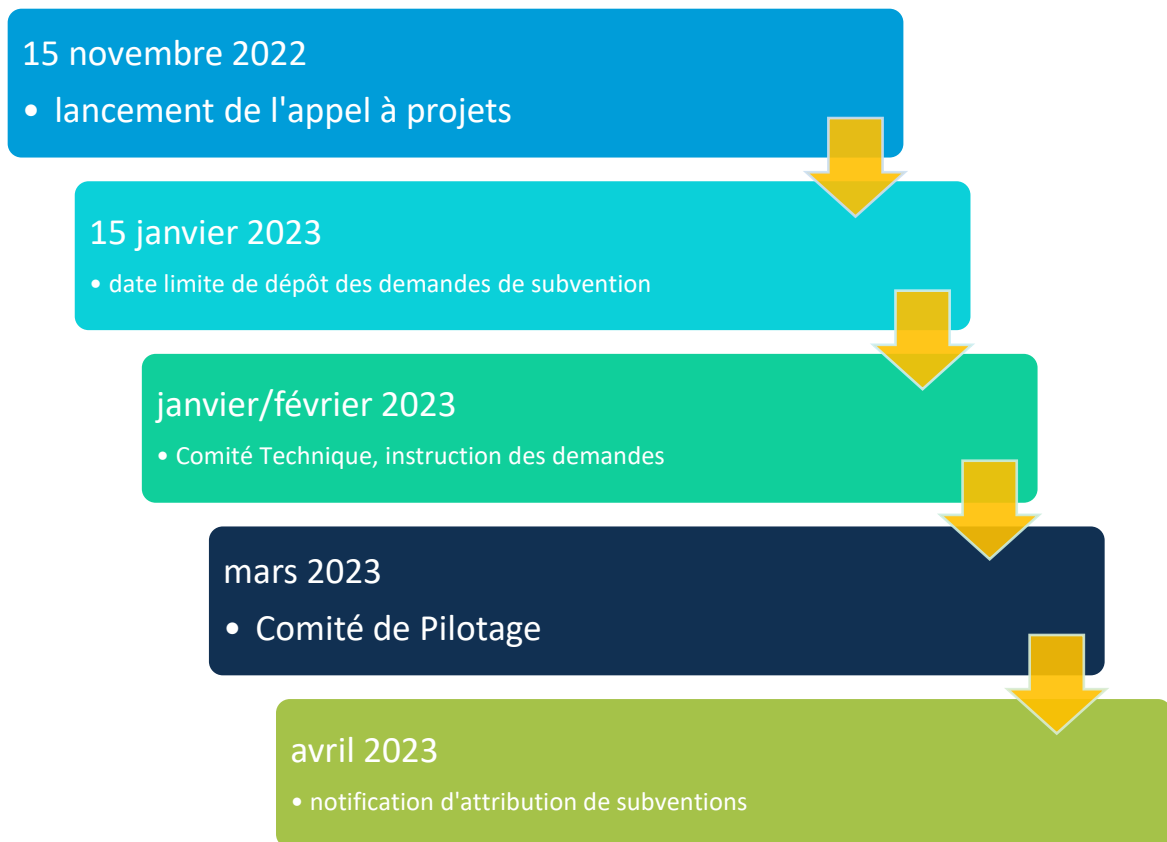 15 novembre 2022
• lancement de l'appel à projets
15 janvier 2023
• date limite de dépôt des demandes de subvention
janvier/février 2023
• Comité Technique, instruction des demandes
mars 2023
• Comité de Pilotage
avril 2023
• notification d'attribution de subventions